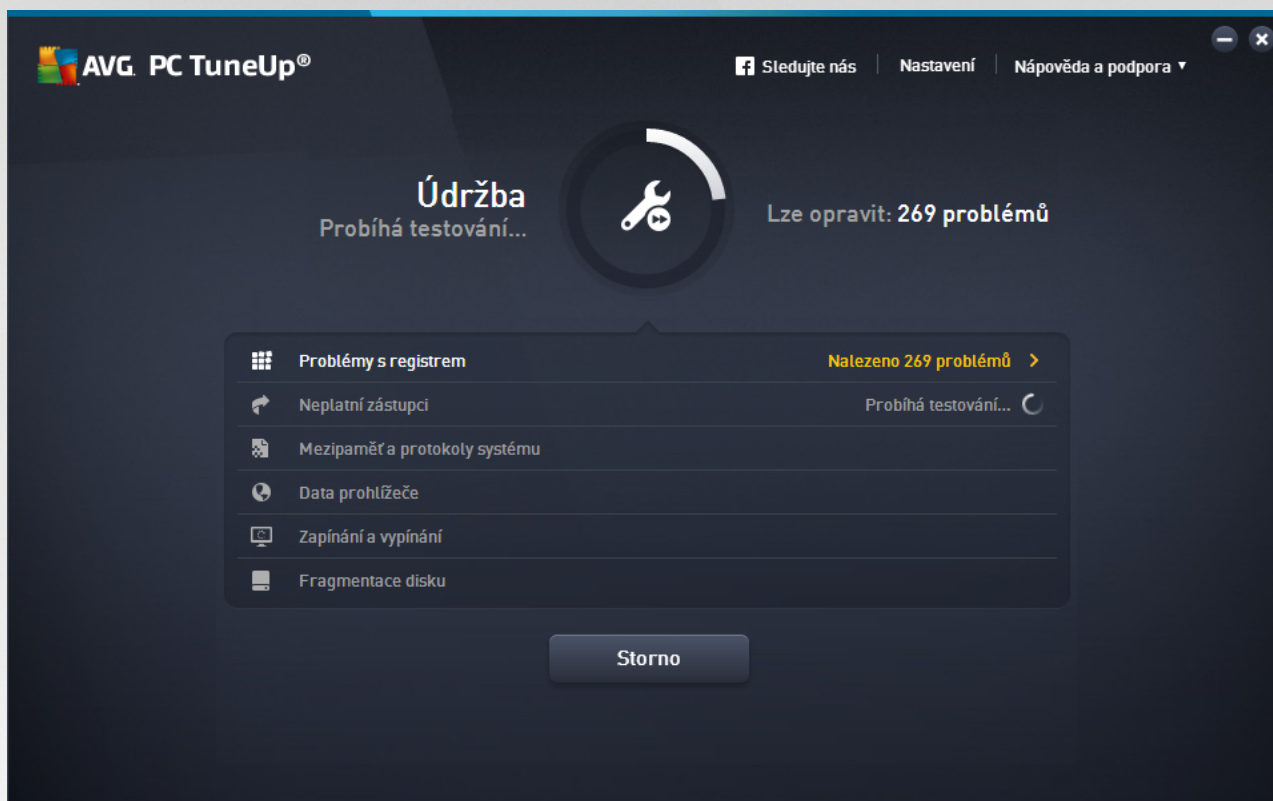 AVG. PC TuneUp®
Sledujte nás
Nastavení
Nápověda a podpora
Údržba
Probíhá testování...
Lze opravit: 269 problémů
Problémy s registrem
Nalezeno 269 problémů
Neplatní zástupci
Probíhá testování...
Mezipaměť a protokoly systému
Data prohlížeče
Zapínání a vypínání
Fragmentace disku
Storno